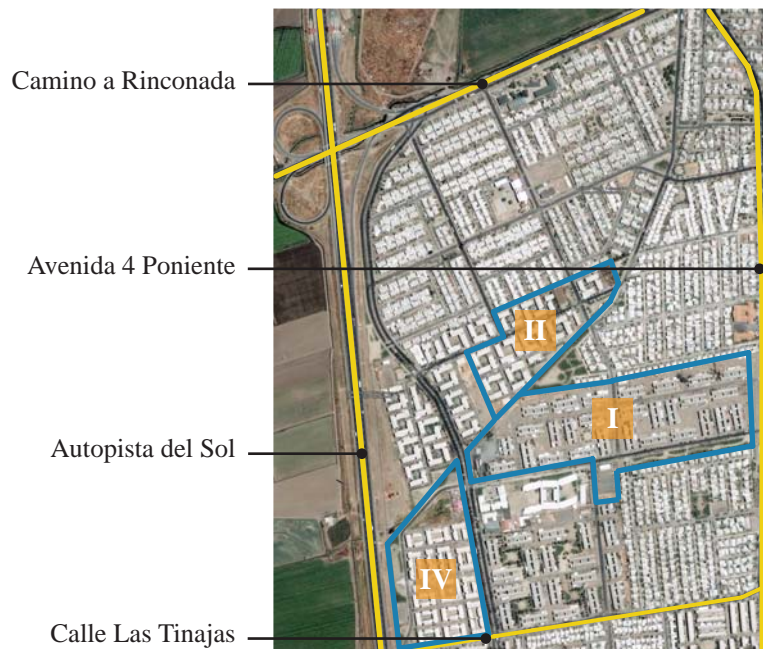 Camino a Rinconada
Avenida 4 Poniente
II
I
Autopista del Sol
IV
Calle Las Tinajas